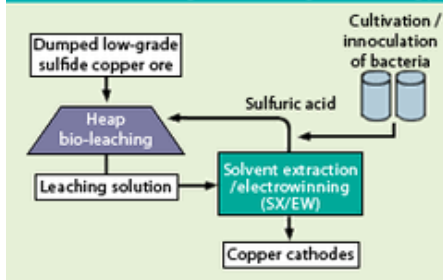 Cultivation /
innoculation
of bacteria
Dumped low-grade
sulfide copper ore
Sulfuric acid
Heap
bio-leaching
Solvent extraction
/electrowinning
(SX/EW)
Leaching solution
Copper cathodes